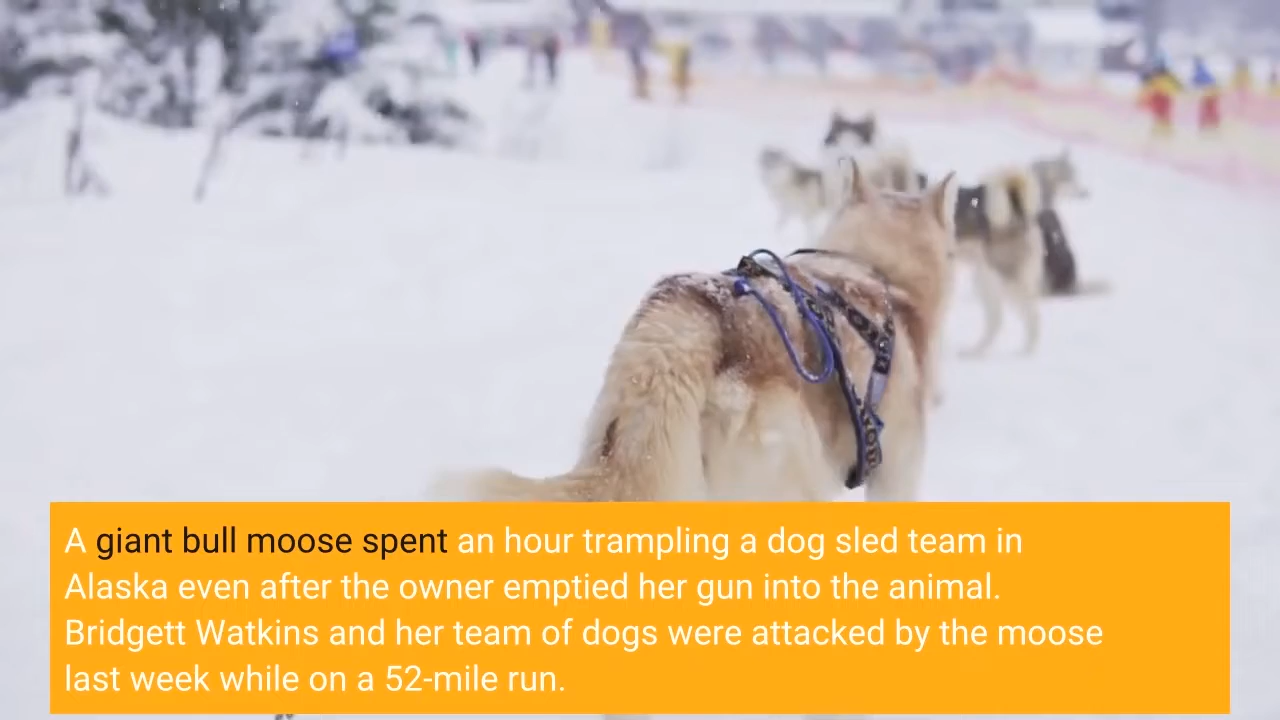 A giant bull moose spent an hour trampling a dog sled team in
Alaska even after the owner emptied her gun into the animal.
Bridgett Watkins and her team of dogs were attacked by the moose
last week while on a 52-mile run.